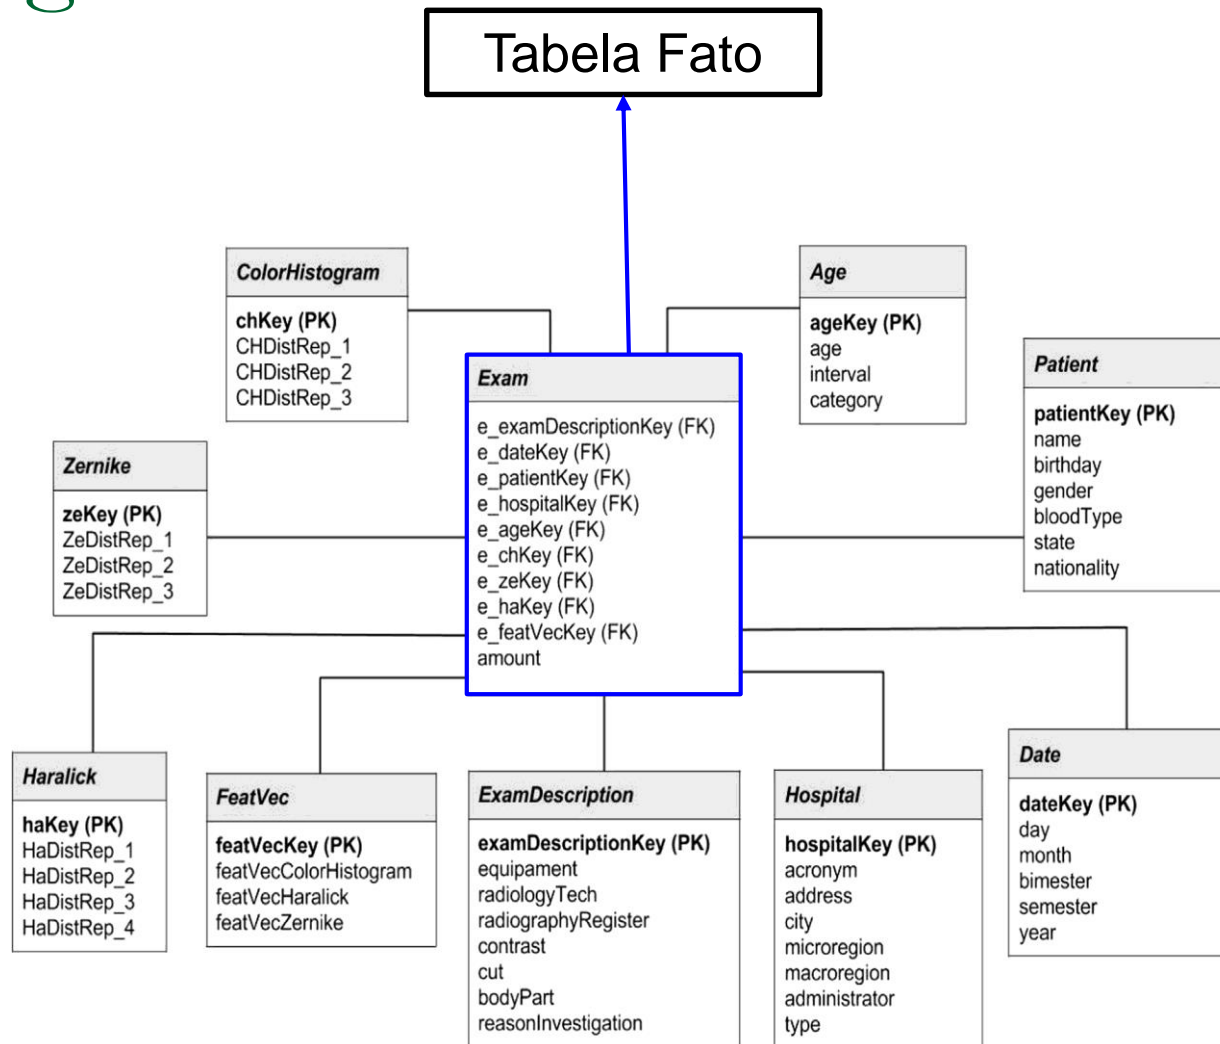 g
Tabela Fato
ColorHistogram
chKey (PK)
CHDistRep_1
CHDistRep_2
CHDistRep_3
Age
ageKey (PK)
age
interval
category
Exam
e_examDescriptionKey (FK)
e_dateKey (FK)
e_patientKey (FK)
e_hospitalKey (FK)
e_ageKey (FK)
e_chKey (FK)
e_zeKey (FK)
e_haKey (FK)
e_featVecKey (FK)
amount
Patient
patientKey (PK)
name
birthday
gender
bloodType
state
nationality
Zernike
zeKey (PK)
ZeDistRep_1
ZeDistRep_2
ZeDistRep_3
Haralick
haKey (PK)
HaDistRep_1
HaDistRep_2
HaDistRep_3
HaDistRep_4
FeatVec
featVecKey (PK)
featVecColorHistogram
featVecHaralick
featVecZernike
ExamDescription
examDescriptionKey (PK)
equipament
radiologyTech
radiographyRegister
contrast
cut
bodyPart
reasonInvestigation
Hospital
hospitalKey (PK)
acronym
address
city
microregion
macroregion
administrator
type
Date
dateKey (PK)
day
month
bimester
semester
year